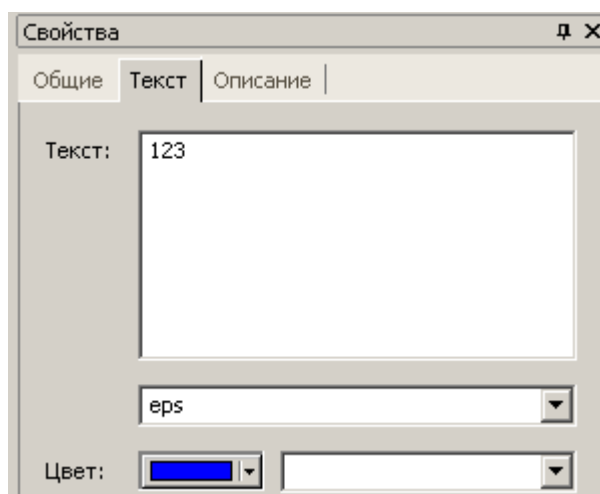 Свойства
Общие Текст Описание
Текст: 123
eps
Цвет: